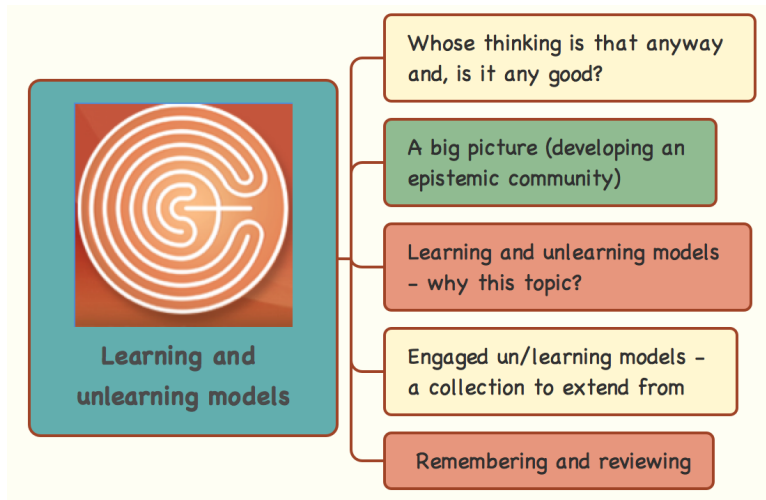 Learning and
unlearning models
Whose thinking is that anyway
and, is it any good?
A big picture (developing an
epistemic community)
Learning and unlearning models
– why this topic?
Engaged un/learning models –
a collection to extend from
Remembering and reviewing